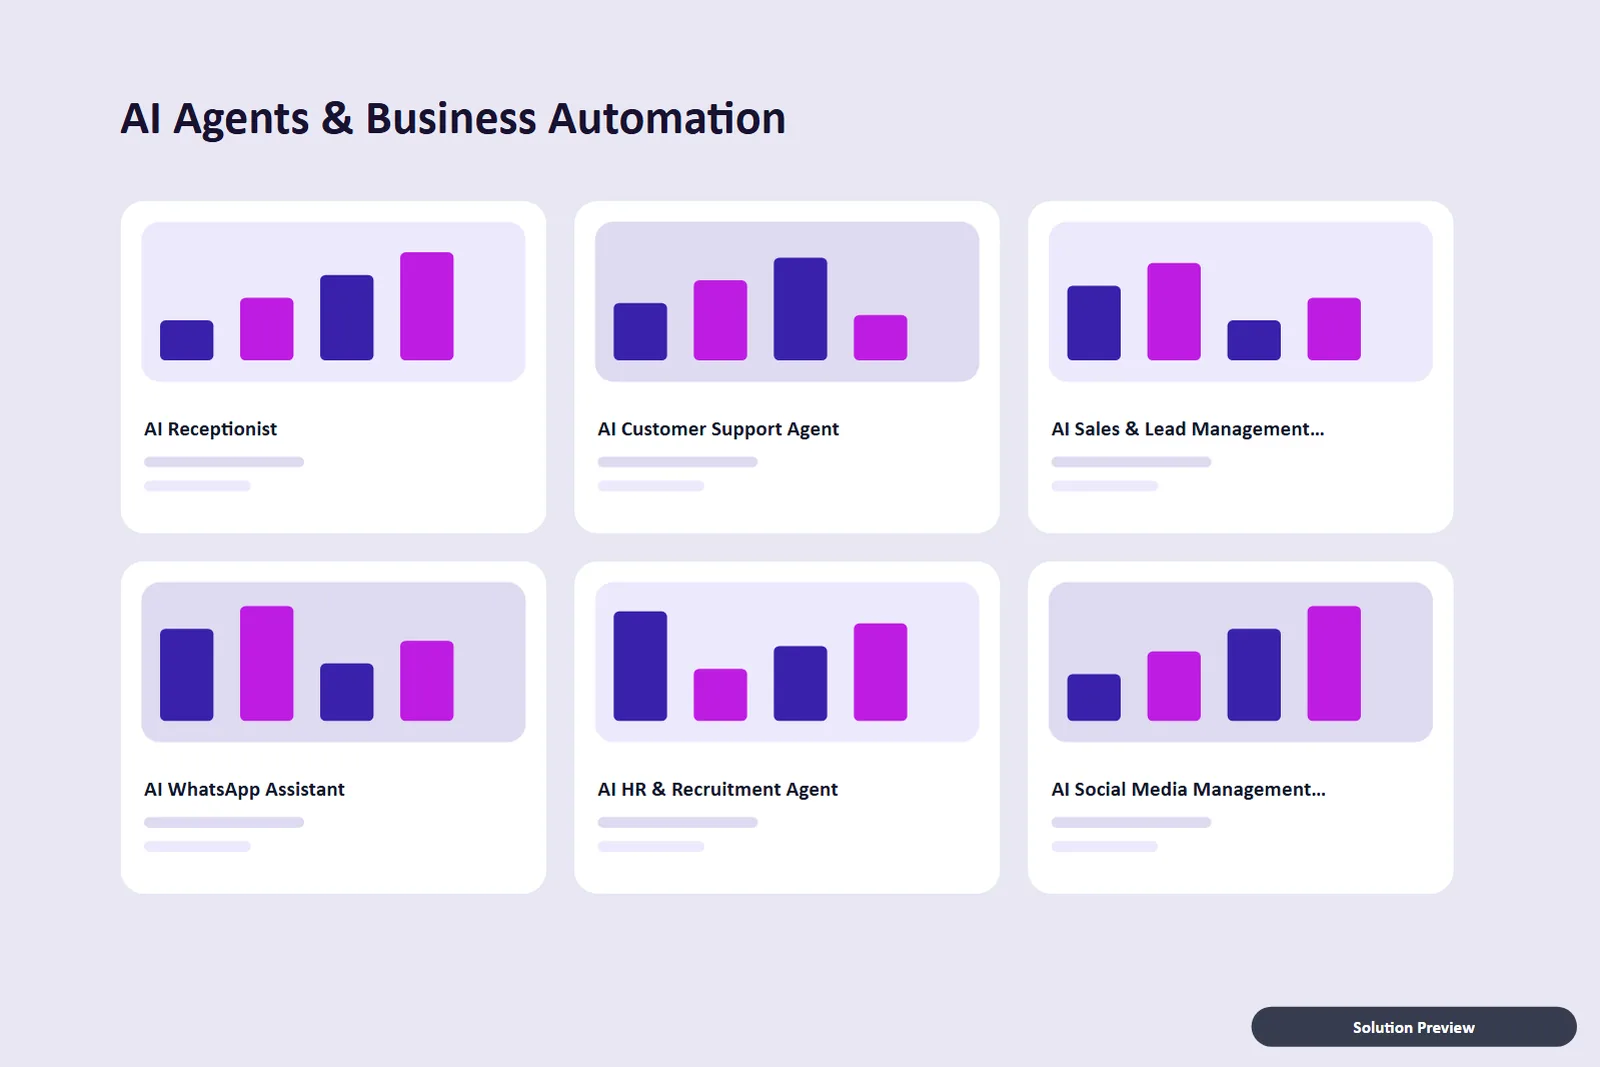 AI Agents & Business Automation
AI Receptionist
AI Customer Support Agent
AI Sales & Lead Management...
AI WhatsApp Assistant
AI HR & Recruitment Agent
AI Social Media Management...
Solution Preview